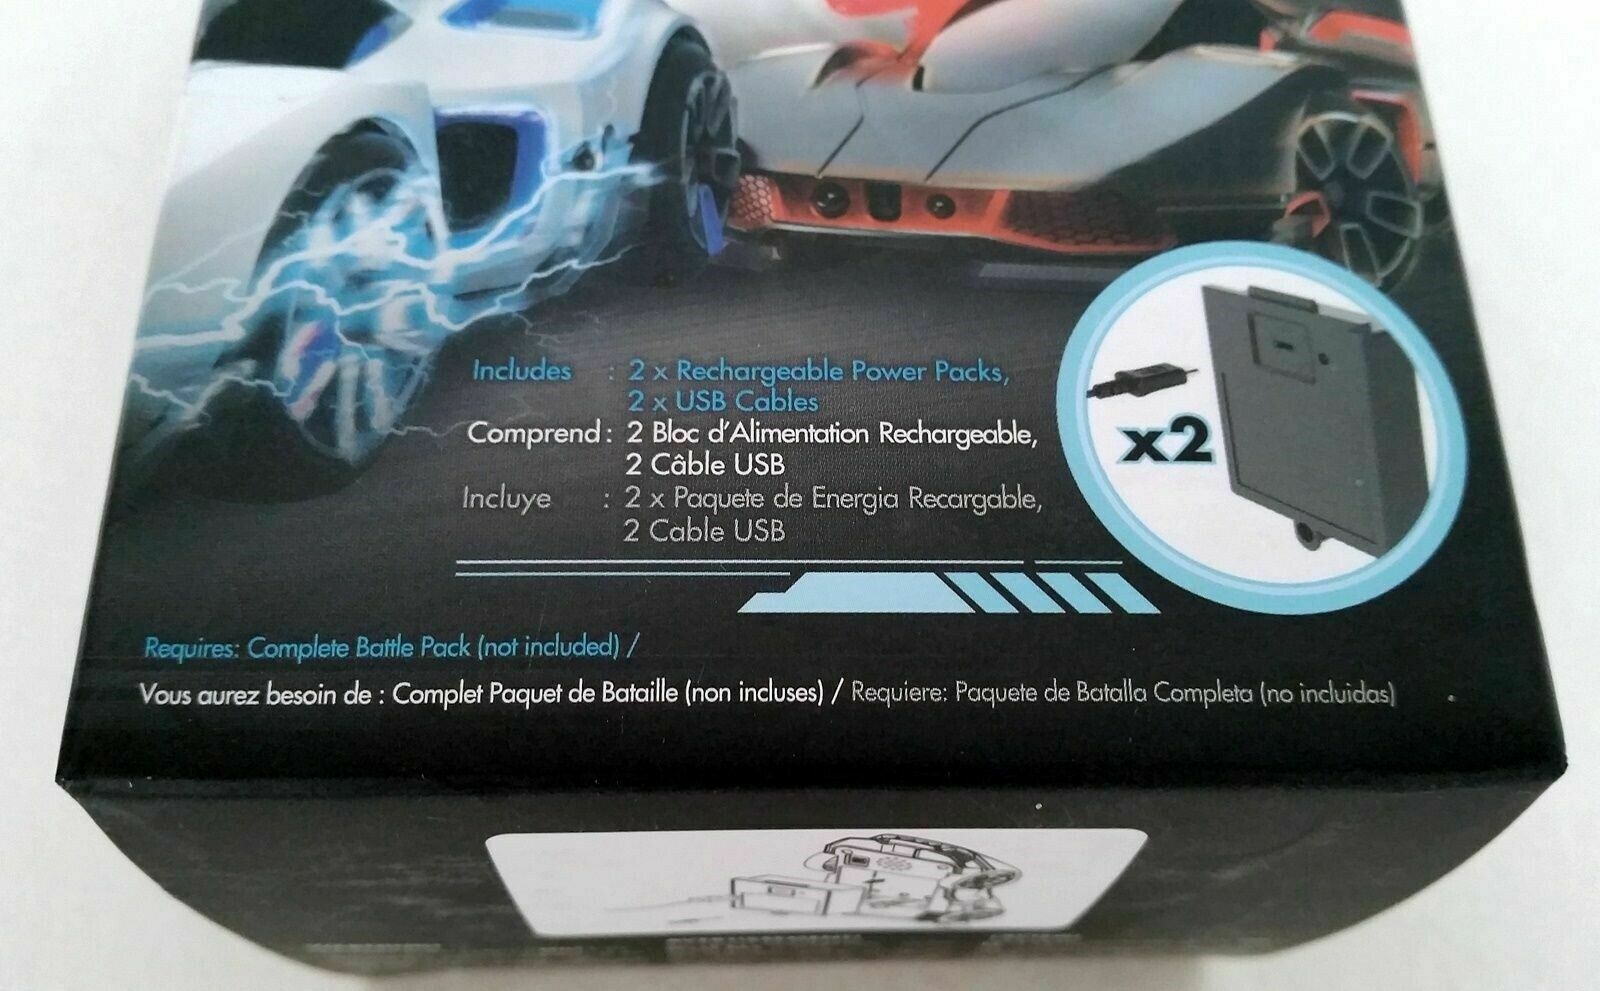 Includes : 2 x Rechargeable Power Packs,
2 x USB Cables
Comprend : 2 Bloc d'Alimentation Rechargeable,
2 Câble USB
Incluye : 2 x Paquete de Energia Recargable,
2 Cable USB
x2
Requires: Complete Battle Pack (not included) /
Vous aurez besoin de : Complet Paquet de Bataille (non incluses) / Requiere: Paquete de Batalla Completa (no incluidas)